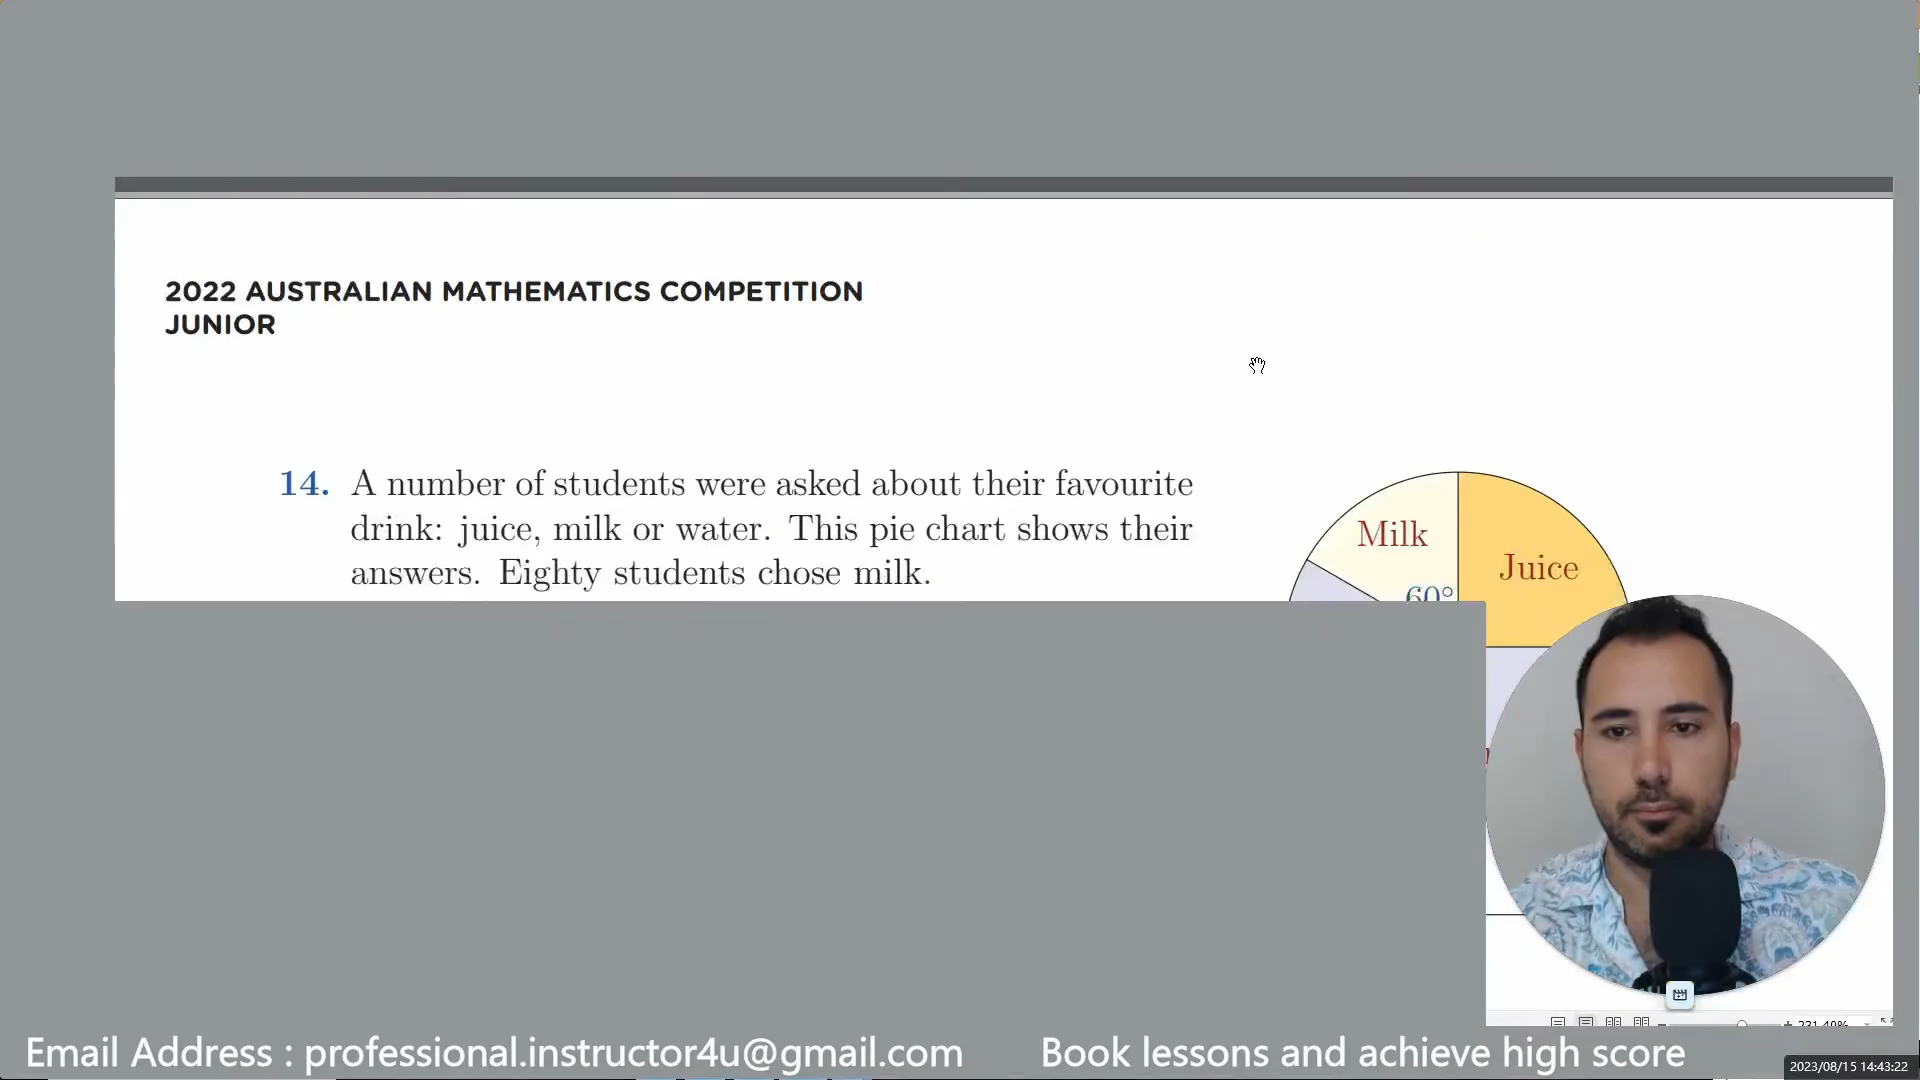 2022 AUSTRALIAN MATHEMATICS COMPETITION
JUNIOR
14. A number of students were asked about their favourite
drink: juice, milk or water. This pie chart shows their
answers. Eighty students chose milk.
Milk
Juice
60°
Email Address : professional.instructor4u@gmail.com
Book lessons and achieve high score
2023/08/15 14:43:22